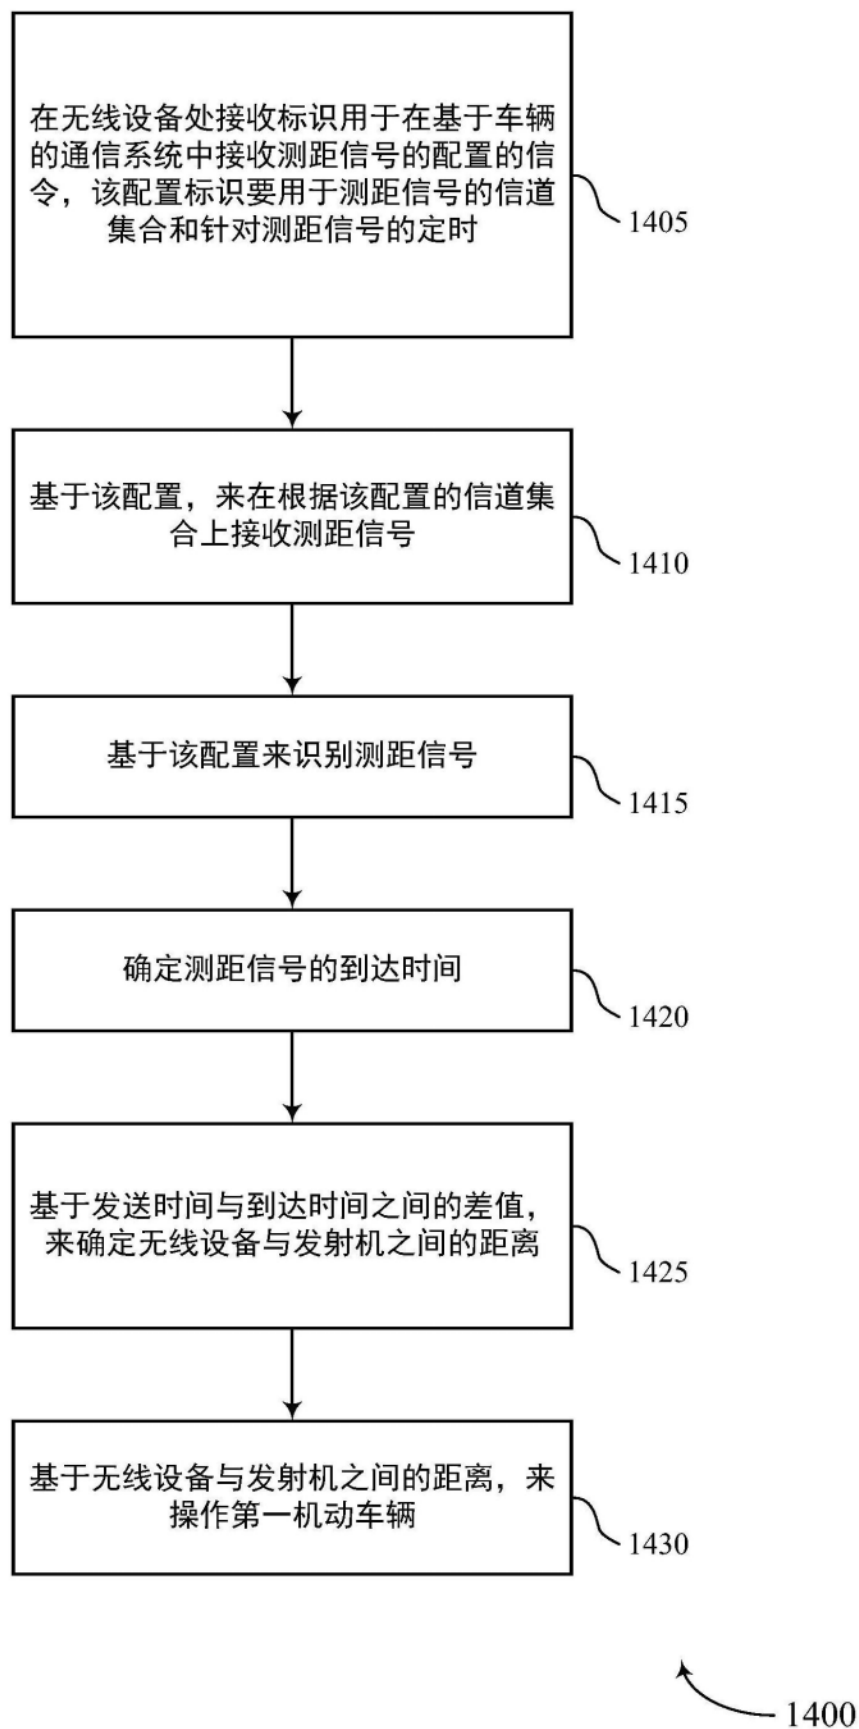 在无线设备处接收标识用于在基于车辆
的通信系统中接收测距信号的配置的信
令，该配置标识要用于测距信号的信道
集合和针对测距信号的定时
1405
基于该配置，来在根据该配置的信道集
合上接收测距信号
1410
基于该配置来识别测距信号
1415
确定测距信号的到达时间
1420
基于发送时间与到达时间之间的差值，
来确定无线设备与发射机之间的距离
1425
基于无线设备与发射机之间的距离，来
操作第一机动车辆
1430
1400